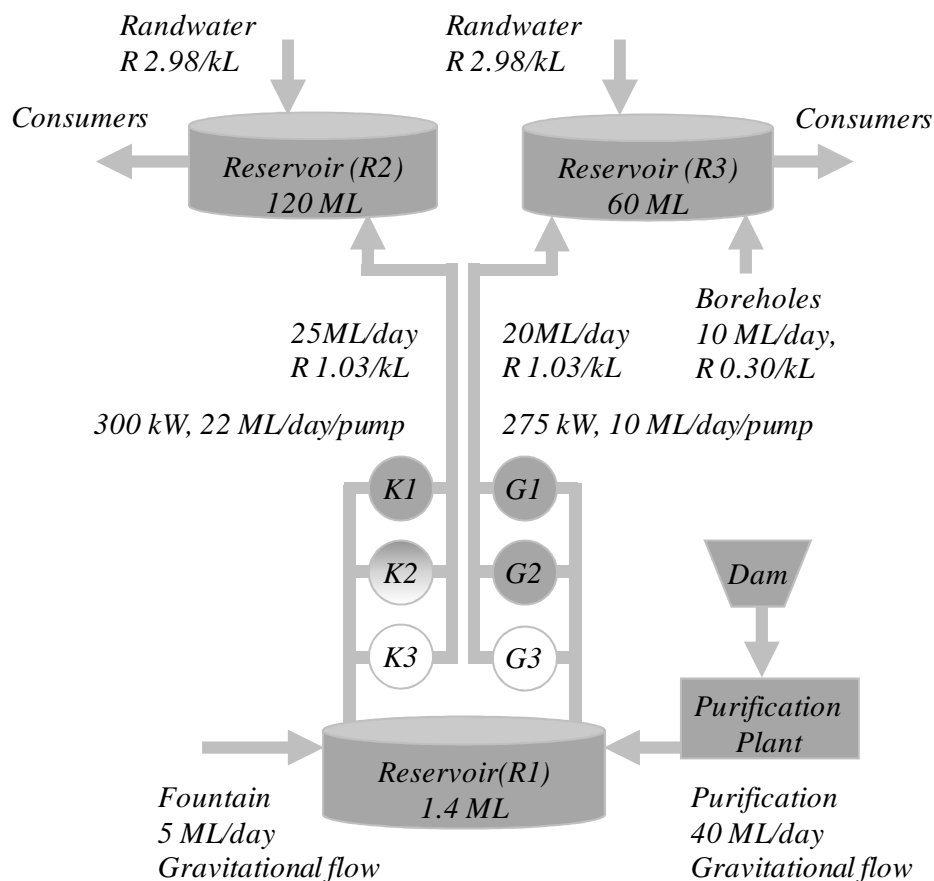 Randwater
R 2.98/kL
Randwater
R 2.98/kL
Consumers
Consumers
Reservoir (R2)
120 ML
Reservoir (R3)
60 ML
25ML/day
R 1.03/kL
20ML/day
R 1.03/kL
Boreholes
10 ML/day,
R 0.30/kL
300 kW, 22 ML/day/pump
275 kW, 10 ML/day/pump
K1
G1
K2
G2
K3
G3
Dam
Purification
Plant
Reservoir(R1)
1.4 ML
Fountain
5 ML/day
Gravitational flow
Purification
40 ML/day
Gravitational flow